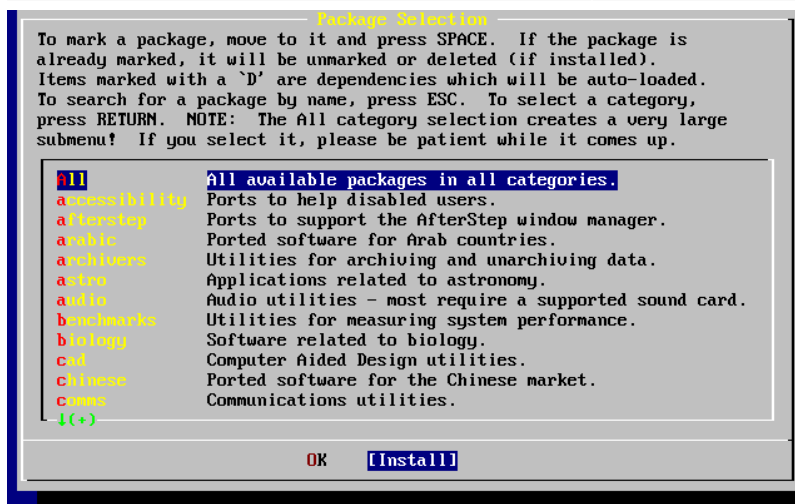 Package Selection
To mark a package, move to it and press SPACE.  If the package is
already marked, it will be unmarked or deleted (if installed).
Items marked with a `D' are dependencies which will be auto-loaded.
To search for a package by name, press ESC.  To select a category,
press RETURN.  NOTE:  The All category selection creates a very large
submenu!  If you select it, please be patient while it comes up.
All All available packages in all categories.
accessibility Ports to help disabled users.
afterstep Ports to support the AfterStep window manager.
arabic Ported software for Arab countries.
archivers Utilities for archiving and unarchiving data.
astro Applications related to astronomy.
audio Audio utilities - most require a supported sound card.
benchmarks Utilities for measuring system performance.
biology Software related to biology.
cad Computer Aided Design utilities.
chinese Ported software for the Chinese market.
comms Communications utilities.
↓(+)
OK [Install]